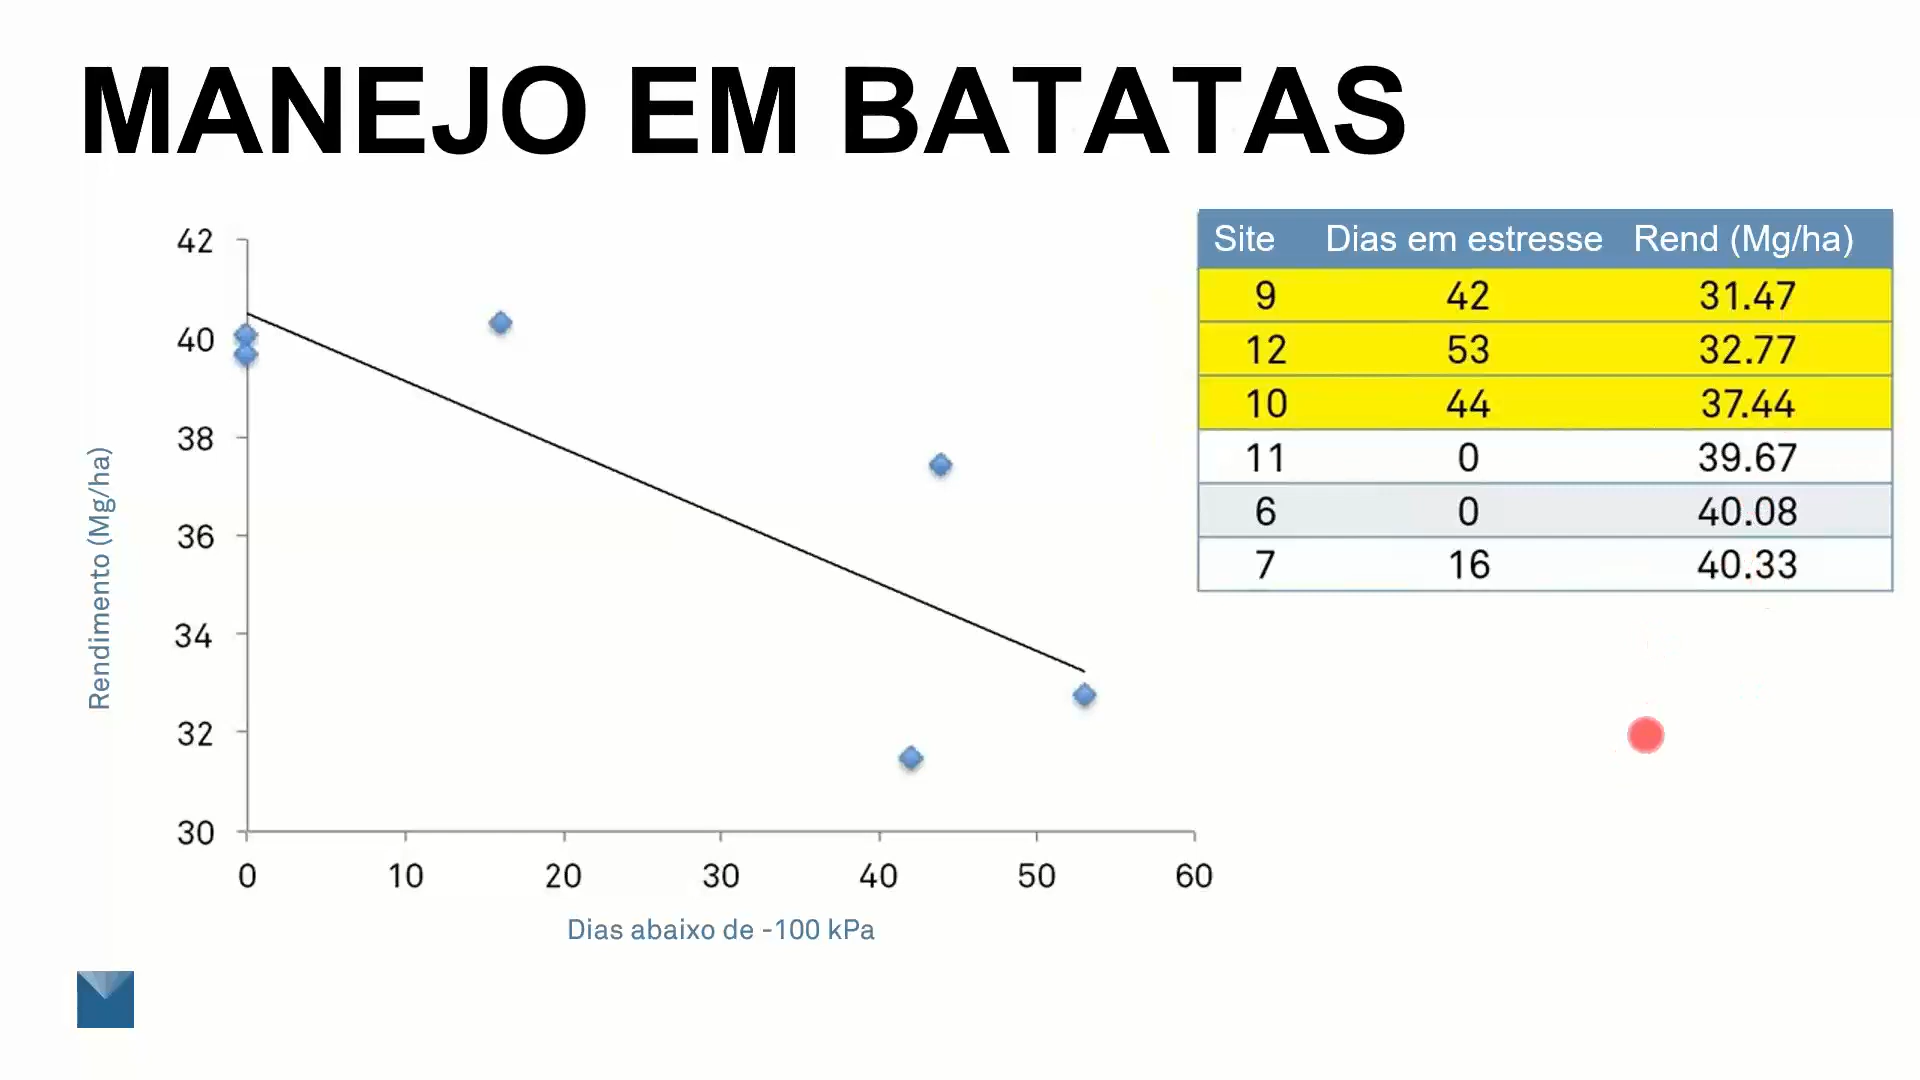 MANEJO EM BATATAS
42
40
38
36
34
32
30
0 10 20 30 40 50 60
Rendimento (Mg/ha)
Dias abaixo de -100 kPa
Site Dias em estresse Rend (Mg/ha)
9 42 31.47
12 53 32.77
10 44 37.44
11 0 39.67
6 0 40.08
7 16 40.33